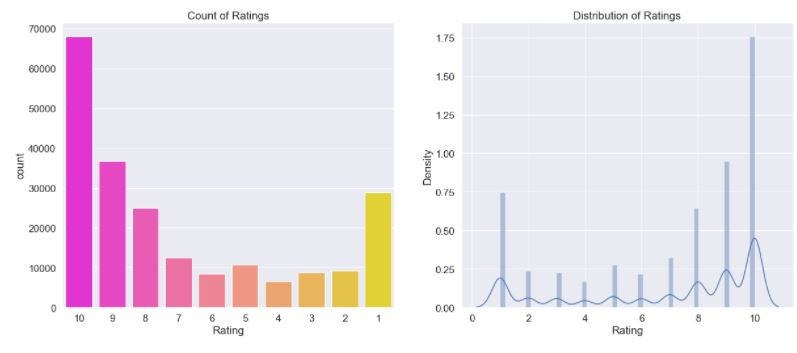 Count of Ratings
70000
60000
50000
40000
30000
20000
10000
0
count
10 9 8 7 6 5 4 3 2 1
Rating
Distribution of Ratings
1.75
1.50
1.25
1.00
0.75
0.50
0.25
0.00
Density
0 2 4 6 8 10
Rating